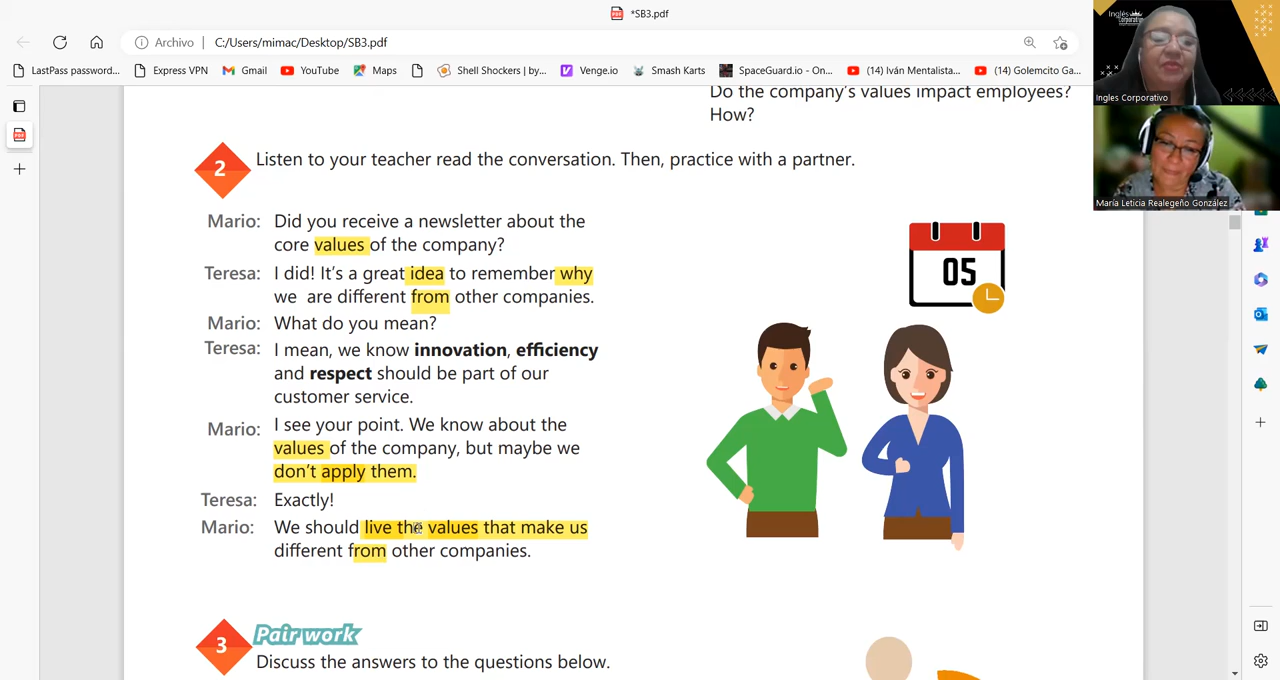 *SB3.pdf
Archivo | C:/Users/mimac/Desktop/SB3.pdf
LastPass password... Express VPN Gmail YouTube Maps Shell Shockers | by... Venge.io Smash Karts SpaceGuard.io - On... (14) Iván Mentalista... (14) Golemcito Ga...
Inglés
Corporativo
Ingles Corporativo
María Leticia Realegeño González
Do the company's values impact employees?
How?
2 Listen to your teacher read the conversation. Then, practice with a partner.
Mario: Did you receive a newsletter about the
core values of the company?
Teresa: I did! It's a great idea to remember why
we are different from other companies.
Mario: What do you mean?
Teresa: I mean, we know innovation, efficiency
and respect should be part of our
customer service.
Mario: I see your point. We know about the
values of the company, but maybe we
don't apply them.
Teresa: Exactly!
Mario: We should live the values that make us
different from other companies.
05
3 Pair work
Discuss the answers to the questions below.